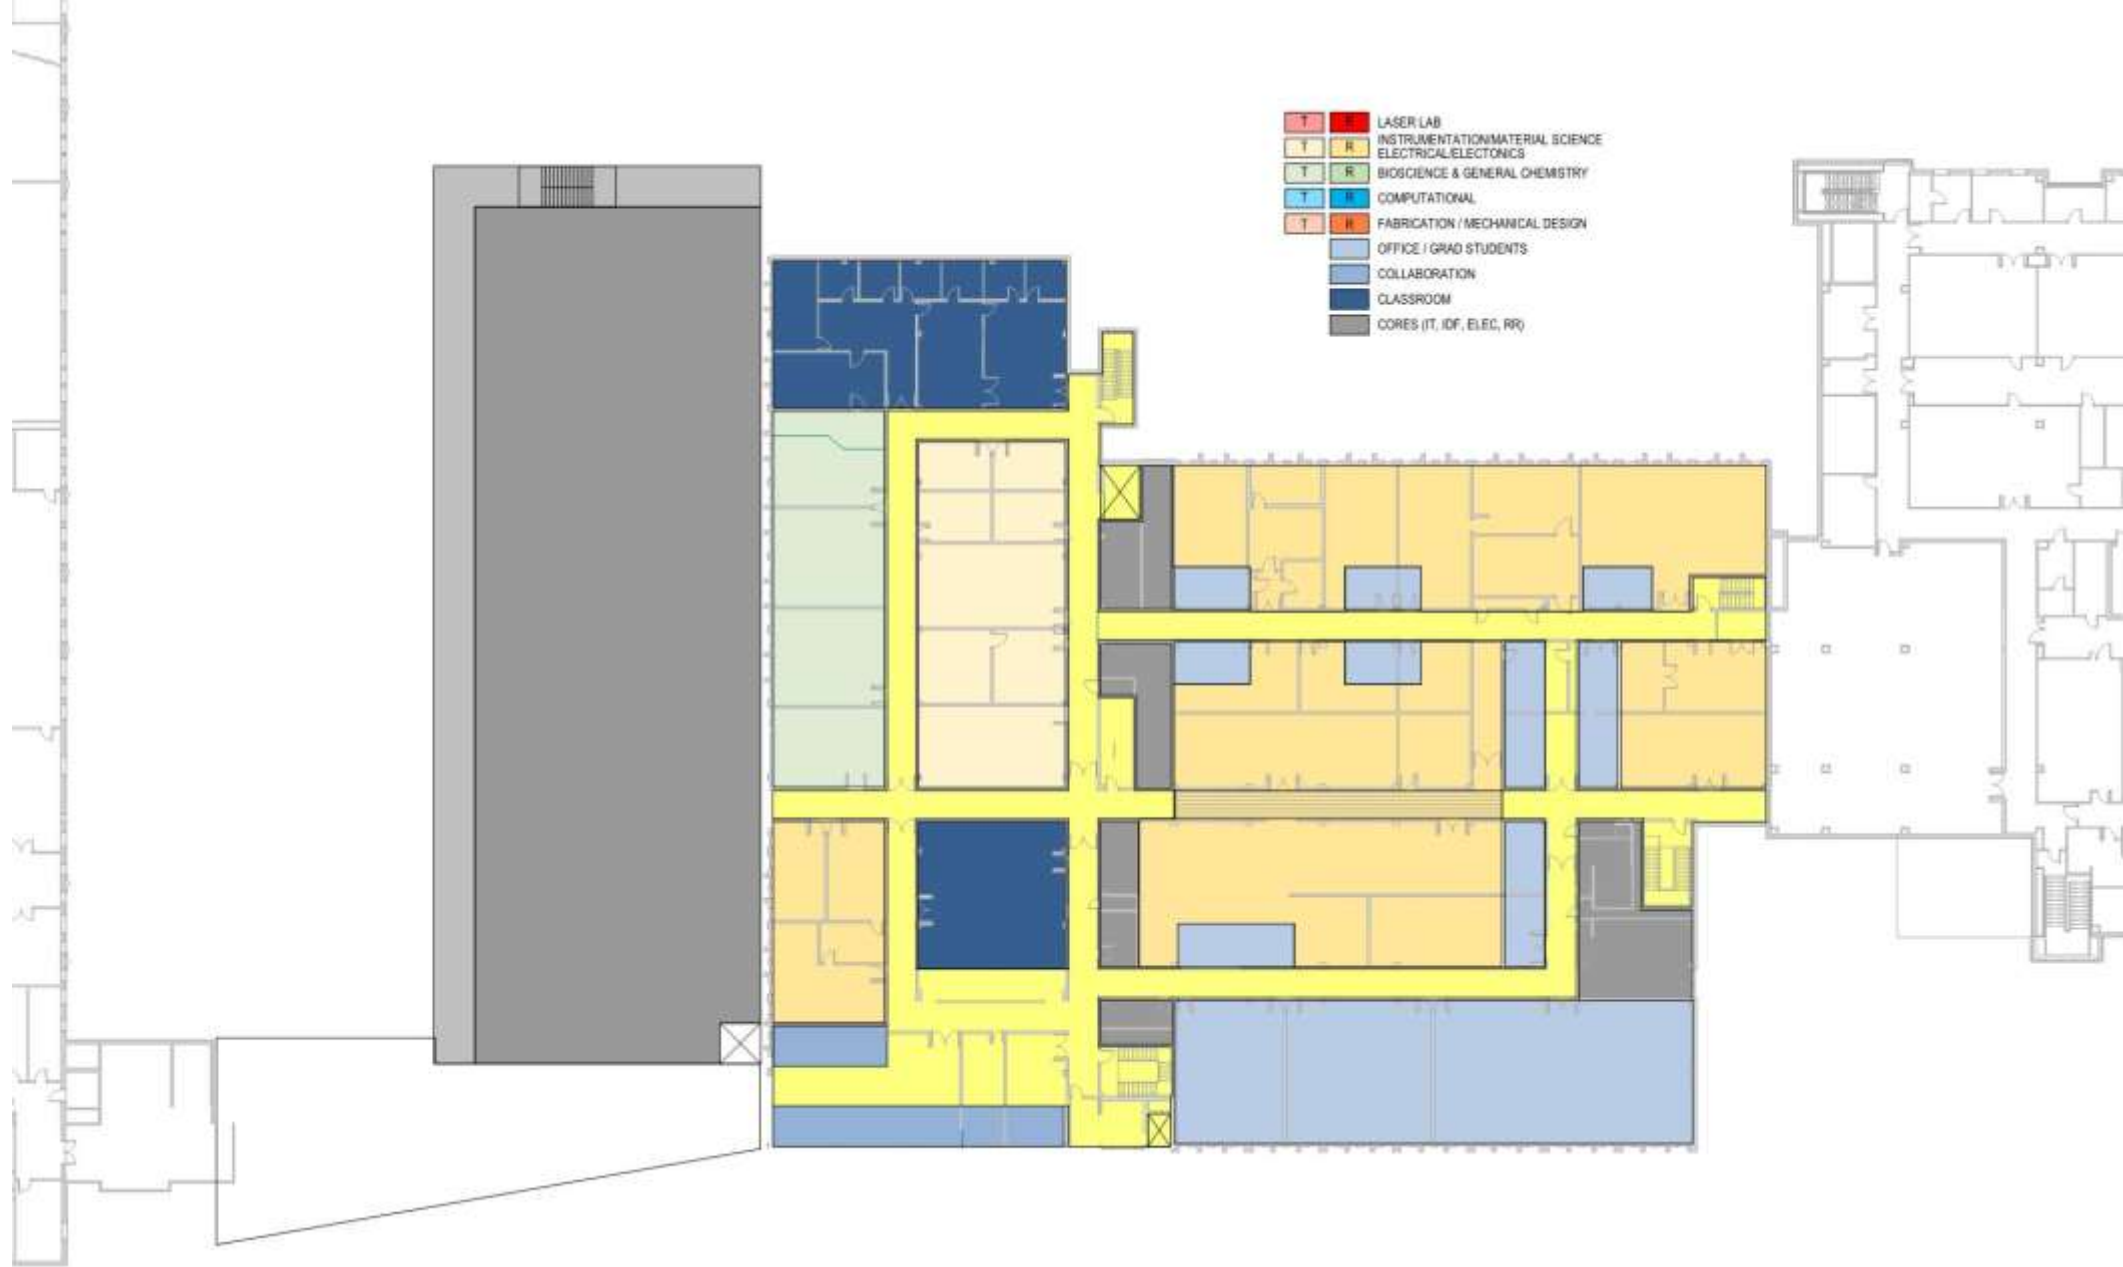 T R LASER LAB
T R INSTRUMENTATION/MATERIAL SCIENCE
ELECTRICAL/ELECTONICS
T R BIOSCIENCE & GENERAL CHEMISTRY
T R COMPUTATIONAL
T R FABRICATION / MECHANICAL DESIGN
OFFICE / GRAD STUDENTS
COLLABORATION
CLASSROOM
CORES (IT, IDF, ELEC, RR)